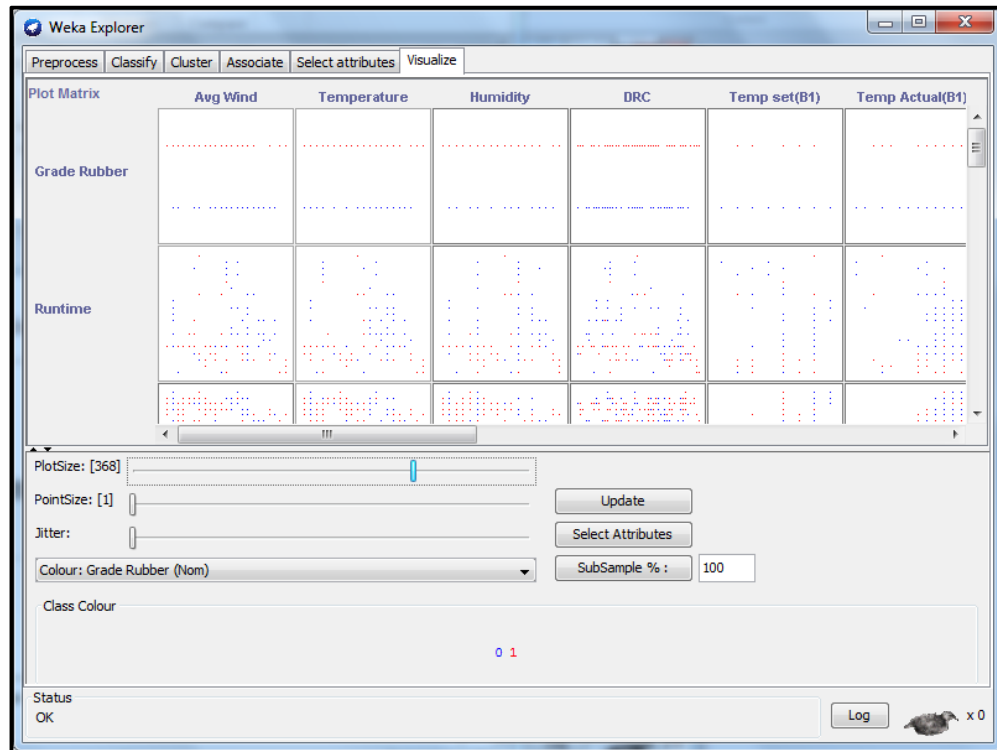 Weka Explorer
Preprocess Classify Cluster Associate Select attributes Visualize
Plot Matrix Avg Wind Temperature Humidity DRC Temp set(B1) Temp Actual(B1)
Grade Rubber
Runtime
PlotSize: [368]
PointSize: [1] Update
Jitter: Select Attributes
Colour: Grade Rubber (Nom) SubSample % : 100
Class Colour
0 1
Status
OK Log x 0